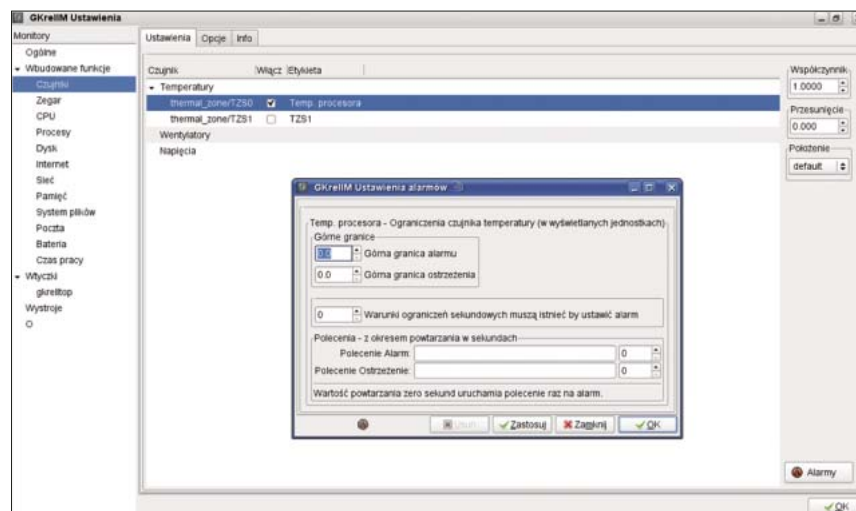 GKrellM Ustawienia
Monitory
Ogólne
Wbudowane funkcje
Czujniki
Zegar
CPU
Procesy
Dysk
Internet
Sieć
Pamięć
System plików
Poczta
Bateria
Czas pracy
Wtyczki
gkrelltop
Wystroje
O
Ustawienia Opcje Info
Czujnik Włącz Etykieta
Temperatury
thermal_zone/TZS0 Temp. procesora
thermal_zone/TZS1 TZS1
Wentylatory
Napięcia
Współczynnik
1.0000
Przesunięcie
0.000
Położenie
default
GKrellM Ustawienia alarmów
Temp. procesora - Ograniczenia czujnika temperatury (w wyświetlanych jednostkach)
Górne granice
0.0 Górna granica alarmu
0.0 Górna granica ostrzeżenia
0 Warunki ograniczeń sekundowych muszą istnieć by ustawić alarm
Polecenia - z okresem powtarzania w sekundach
Polecenie Alarm: 0
Polecenie Ostrzeżenie: 0
Wartość powtarzania zero sekund uruchamia polecenie raz na alarm.
Usuń Zastosuj Zamknij OK
Alarmy
OK